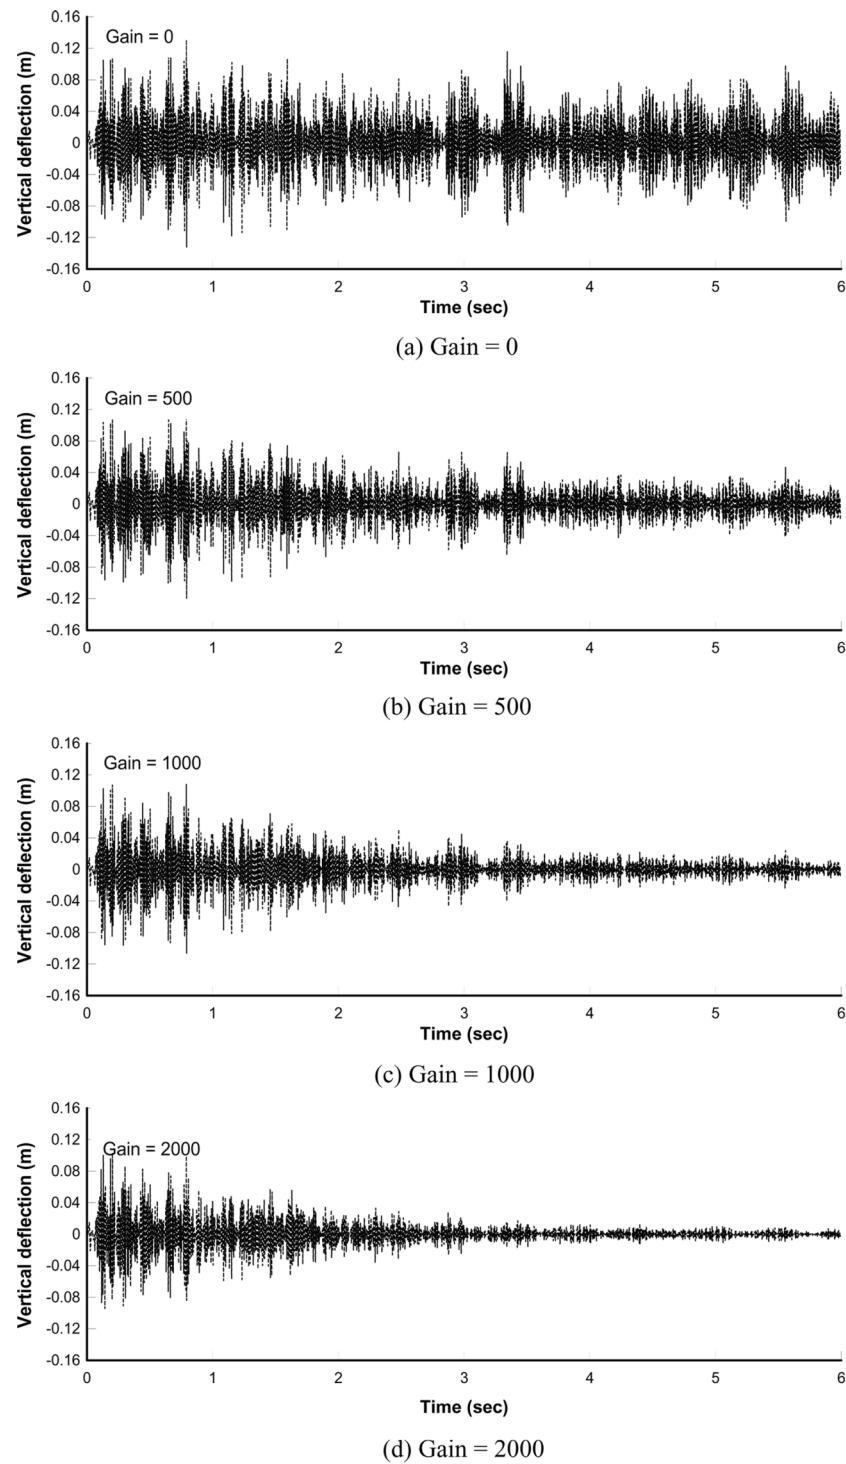 0.16
Gain = 0
0.12
0.08
0.04
0
-0.04
-0.08
-0.12
-0.16
Vertical deflection (m)
0 1 2 3 4 5 6
Time (sec)
(a) Gain = 0
0.16
Gain = 500
0.12
0.08
0.04
0
-0.04
-0.08
-0.12
-0.16
Vertical deflection (m)
0 1 2 3 4 5 6
Time (sec)
(b) Gain = 500
0.16
Gain = 1000
0.12
0.08
0.04
0
-0.04
-0.08
-0.12
-0.16
Vertical deflection (m)
0 1 2 3 4 5 6
Time (sec)
(c) Gain = 1000
0.16
0.12
Gain = 2000
0.08
0.04
0
-0.04
-0.08
-0.12
-0.16
Vertical deflection (m)
0 1 2 3 4 5 6
Time (sec)
(d) Gain = 2000